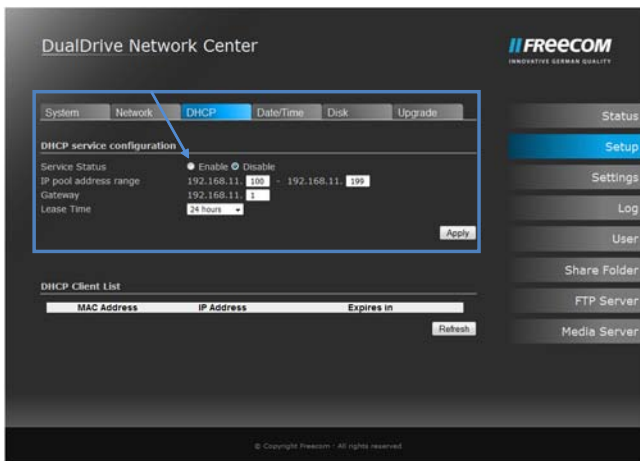 DualDrive Network Center
FREECOM
INNOVATIVE GERMAN QUALITY
System Network DHCP Date/Time Disk Upgrade
DHCP service configuration
Service Status Enable Disable
IP pool address range 192.168.11. 100 - 192.168.11. 199
Gateway 192.168.11. 1
Lease Time 24 hours
Apply
DHCP Client List
MAC Address IP Address Expires in
Refresh
Status
Setup
Settings
Log
User
Share Folder
FTP Server
Media Server
© Copyright Freecom - All rights reserved.